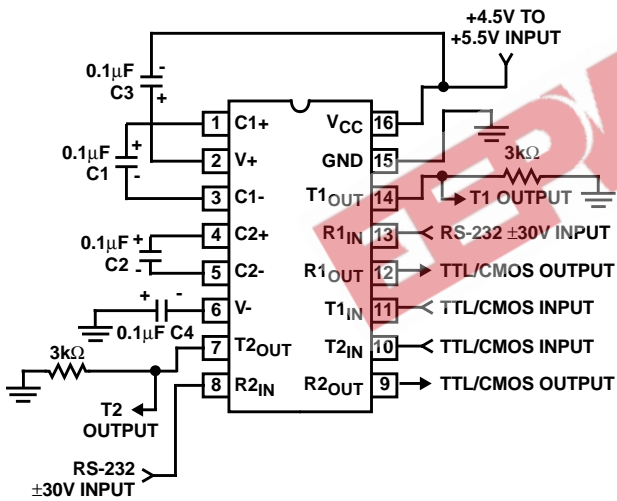 +4.5V TO
+5.5V INPUT
0.1μF
C3
-
+
1 C1+
VCC 16
0.1μF
C1
+
-
2 V+
GND 15
3kΩ
3 C1-
T1OUT 14
T1 OUTPUT
4 C2+
R1IN 13
RS-232 ±30V INPUT
0.1μF
C2
+
-
5 C2-
R1OUT 12
TTL/CMOS OUTPUT
+ -
0.1μF C4
6 V-
T1IN 11
TTL/CMOS INPUT
3kΩ
7 T2OUT
T2IN 10
TTL/CMOS INPUT
8 R2IN
R2OUT 9
TTL/CMOS OUTPUT
T2
OUTPUT
RS-232
±30V INPUT